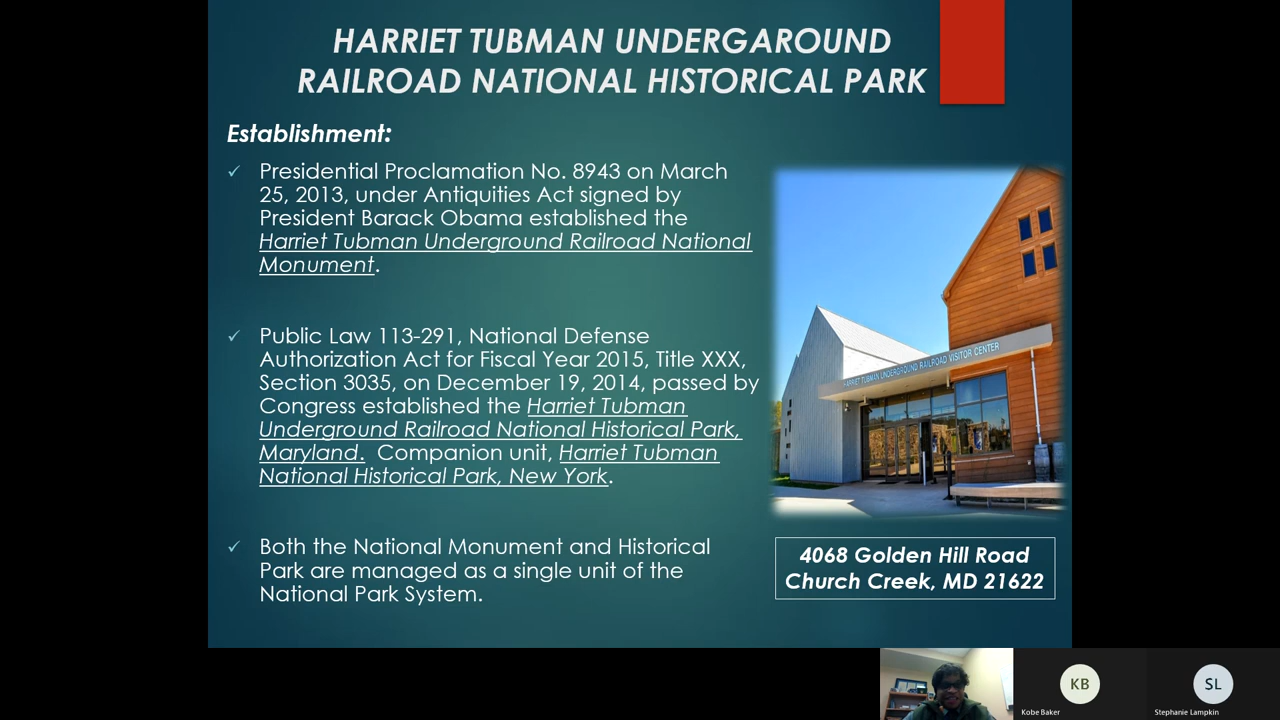 HARRIET TUBMAN UNDERGAROUND
RAILROAD NATIONAL HISTORICAL PARK
Establishment:
Presidential Proclamation No. 8943 on March
25, 2013, under Antiquities Act signed by
President Barack Obama established the
Harriet Tubman Underground Railroad National
Monument.
Public Law 113-291, National Defense
Authorization Act for Fiscal Year 2015, Title XXX,
Section 3035, on December 19, 2014, passed by
Congress established the Harriet Tubman
Underground Railroad National Historical Park,
Maryland. Companion unit, Harriet Tubman
National Historical Park, New York.
Both the National Monument and Historical
Park are managed as a single unit of the
National Park System.
HARRIET TUBMAN UNDERGROUND RAILROAD VISITOR CENTER
4068 Golden Hill Road
Church Creek, MD 21622
KB
Kobe Baker
SL
Stephanie Lampkin